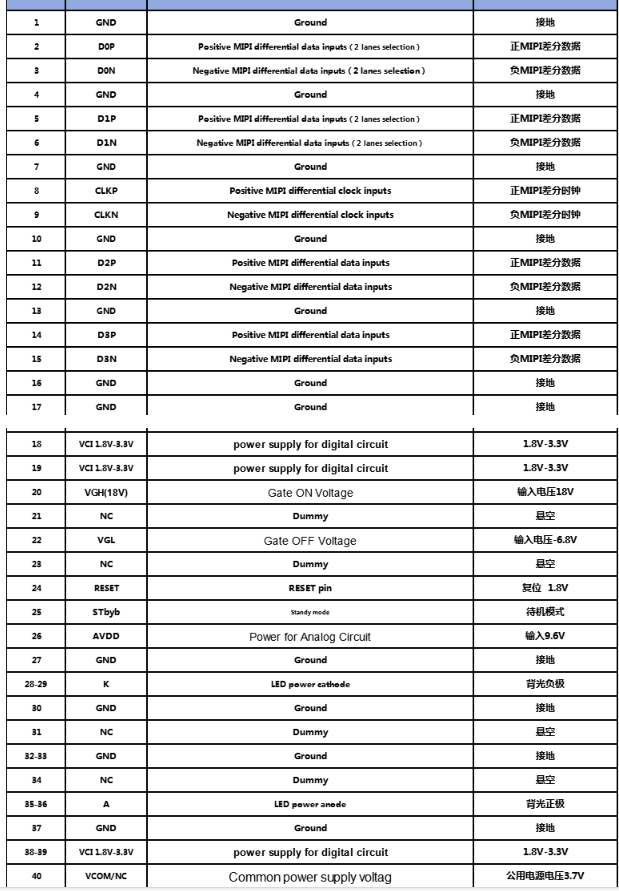 1 GND Ground 接地
2 D0P Positive MIPI differential data inputs ( 2 lanes selection ) 正MIPI差分数据
3 D0N Negative MIPI differential data inputs ( 2 lanes selection ) 负MIPI差分数据
4 GND Ground 接地
5 D1P Positive MIPI differential data inputs ( 2 lanes selection ) 正MIPI差分数据
6 D1N Negative MIPI differential data inputs ( 2 lanes selection ) 负MIPI差分数据
7 GND Ground 接地
8 CLKP Positive MIPI differential clock inputs 正MIPI差分时钟
9 CLKN Negative MIPI differential clock inputs 负MIPI差分时钟
10 GND Ground 接地
11 D2P Positive MIPI differential data inputs 正MIPI差分数据
12 D2N Negative MIPI differential data inputs 负MIPI差分数据
13 GND Ground 接地
14 D3P Positive MIPI differential data inputs 正MIPI差分数据
15 D3N Negative MIPI differential data inputs 负MIPI差分数据
16 GND Ground 接地
17 GND Ground 接地
18 VCI 1.8V-3.3V power supply for digital circuit 1.8V-3.3V
19 VCI 1.8V-3.3V power supply for digital circuit 1.8V-3.3V
20 VGH(18V) Gate ON Voltage 输入电压18V
21 NC Dummy 悬空
22 VGL Gate OFF Voltage 输入电压-6.8V
23 NC Dummy 悬空
24 RESET RESET pin 复位 1.8V
25 STbyb Standy mode 待机模式
26 AVDD Power for Analog Circuit 输入9.6V
27 GND Ground 接地
28-29 K LED power cathode 背光负极
30 GND Ground 接地
31 NC Dummy 悬空
32-33 GND Ground 接地
34 NC Dummy 悬空
35-36 A LED power anode 背光正极
37 GND Ground 接地
38-39 VCI 1.8V-3.3V power supply for digital circuit 1.8V-3.3V
40 VCOM/NC Common power supply voltag 公用电源电压3.7V